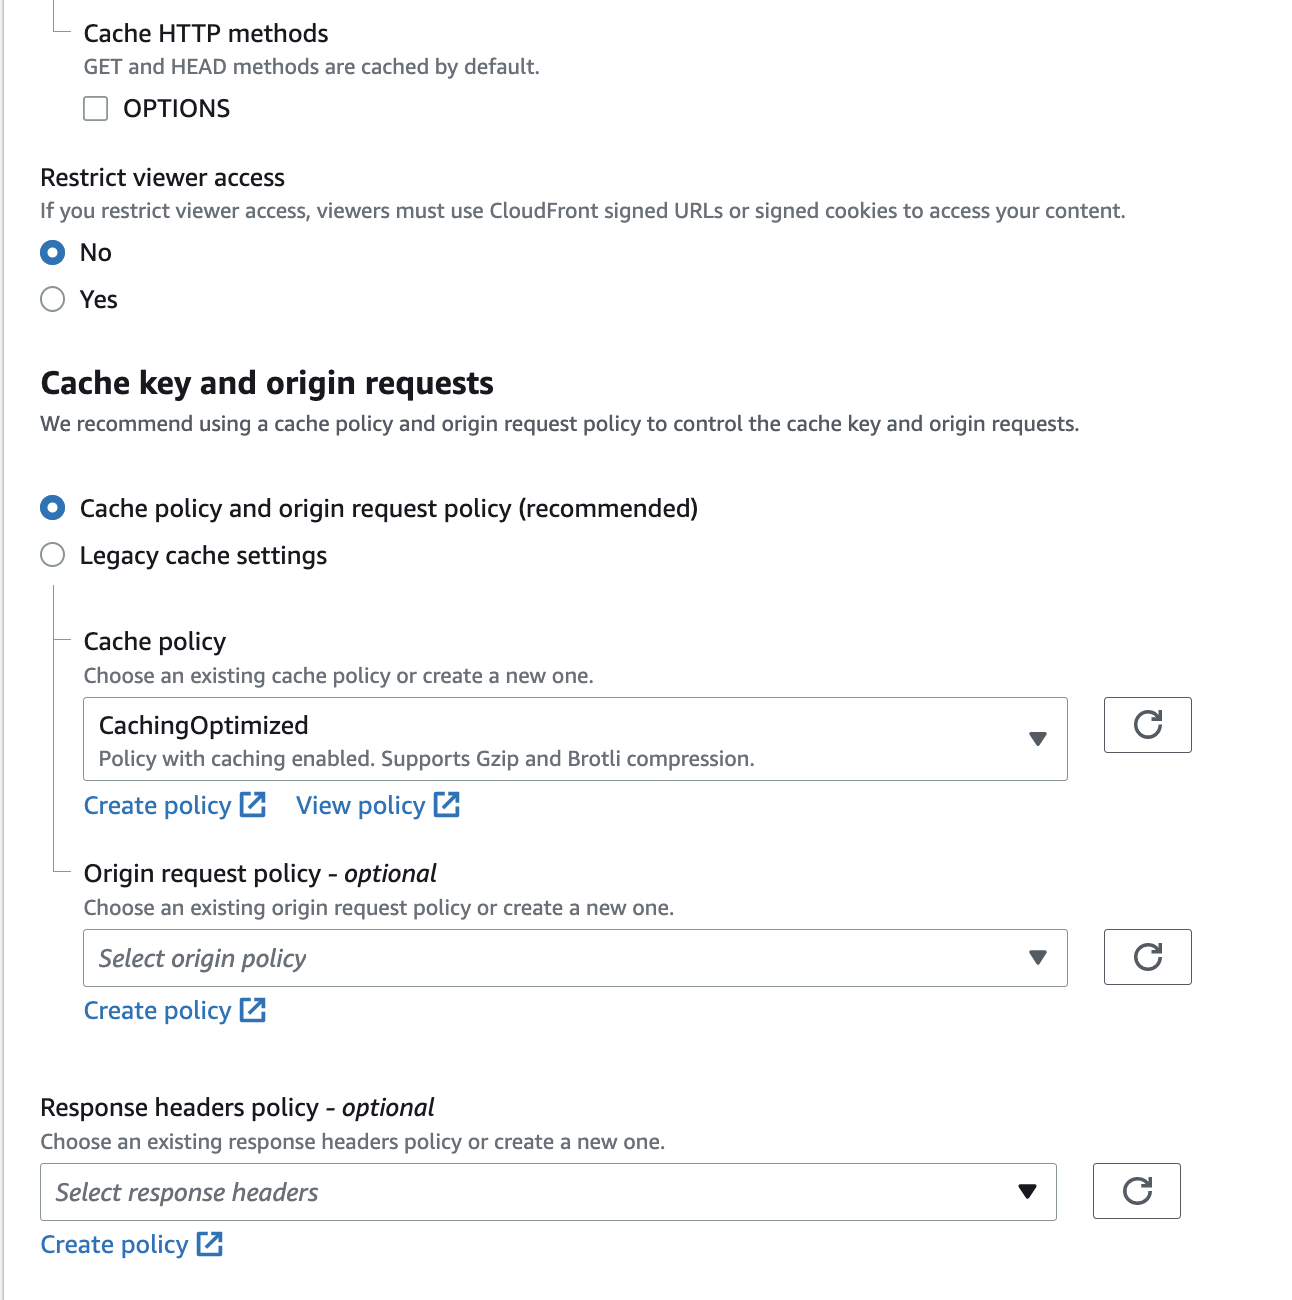 Cache HTTP methods
GET and HEAD methods are cached by default.
OPTIONS
Restrict viewer access
If you restrict viewer access, viewers must use CloudFront signed URLs or signed cookies to access your content.
No
Yes
Cache key and origin requests
We recommend using a cache policy and origin request policy to control the cache key and origin requests.
Cache policy and origin request policy (recommended)
Legacy cache settings
Cache policy
Choose an existing cache policy or create a new one.
CachingOptimized
Policy with caching enabled. Supports Gzip and Brotli compression.
Create policy View policy
Origin request policy - optional
Choose an existing origin request policy or create a new one.
Select origin policy
Create policy
Response headers policy - optional
Choose an existing response headers policy or create a new one.
Select response headers
Create policy